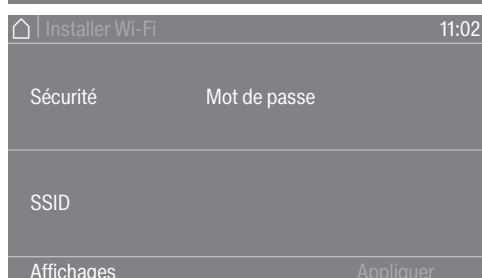 Installer Wi-Fi 11:02
Sécurité Mot de passe
SSID
Affichages Appliquer